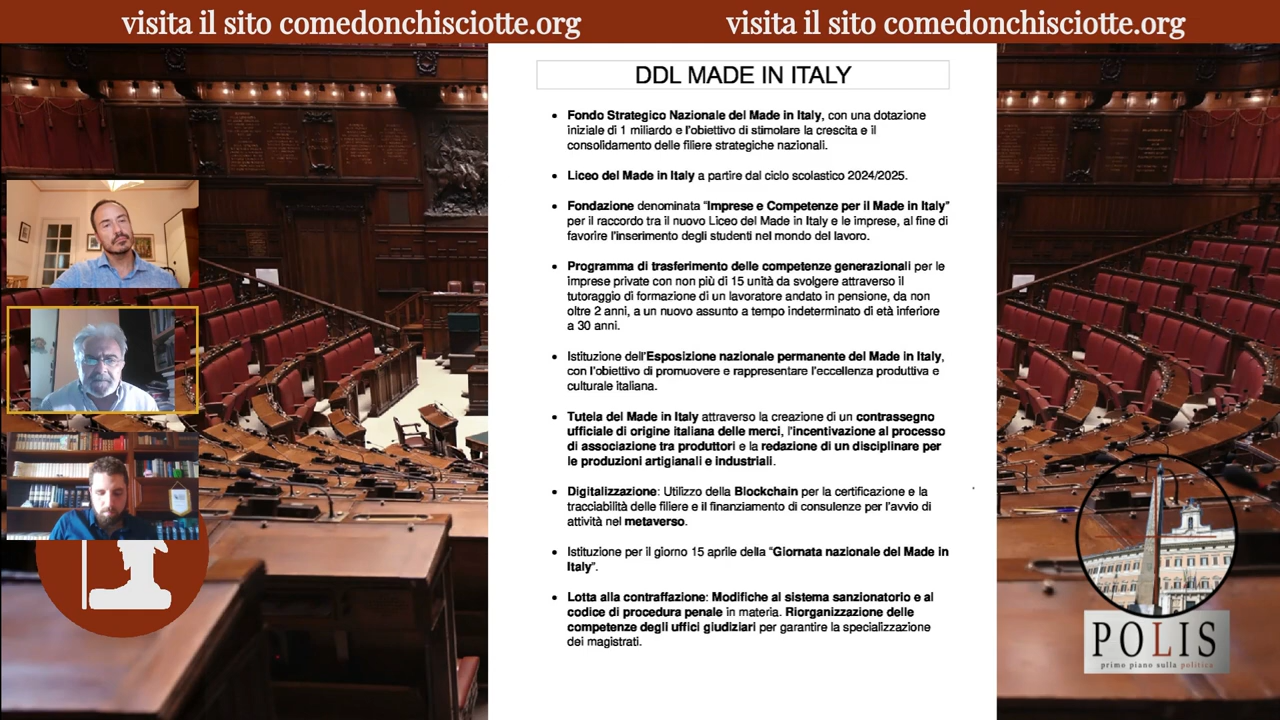 visita il sito comedonchisciotte.org
visita il sito comedonchisciotte.org
DDL MADE IN ITALY
• Fondo Strategico Nazionale del Made in Italy, con una dotazione
iniziale di 1 miliardo e l'obiettivo di stimolare la crescita e il
consolidamento delle filiere strategiche nazionali.
• Liceo del Made in Italy a partire dal ciclo scolastico 2024/2025.
• Fondazione denominata “Imprese e Competenze per il Made in Italy”
per il raccordo tra il nuovo Liceo del Made in Italy e le imprese, al fine di
favorire l'inserimento degli studenti nel mondo del lavoro.
• Programma di trasferimento delle competenze generazionali per le
imprese private con non più di 15 unità da svolgere attraverso il
tutoraggio di formazione di un lavoratore andato in pensione, da non
oltre 2 anni, a un nuovo assunto a tempo indeterminato di età inferiore
a 30 anni.
• Istituzione dell'Esposizione nazionale permanente del Made in Italy,
con l'obiettivo di promuovere e rappresentare l'eccellenza produttiva e
culturale italiana.
• Tutela del Made in Italy attraverso la creazione di un contrassegno
ufficiale di origine italiana delle merci, l'incentivazione al processo
di associazione tra produttori e la redazione di un disciplinare per
le produzioni artigianali e industriali.
• Digitalizzazione: Utilizzo della Blockchain per la certificazione e la
tracciabilità delle filiere e il finanziamento di consulenze per l'avvio di
attività nel metaverso.
• Istituzione per il giorno 15 aprile della “Giornata nazionale del Made in
Italy”.
• Lotta alla contraffazione: Modifiche al sistema sanzionatorio e al
codice di procedura penale in materia. Riorganizzazione delle
competenze degli uffici giudiziari per garantire la specializzazione
dei magistrati.
POLIS
primo piano sulla politica